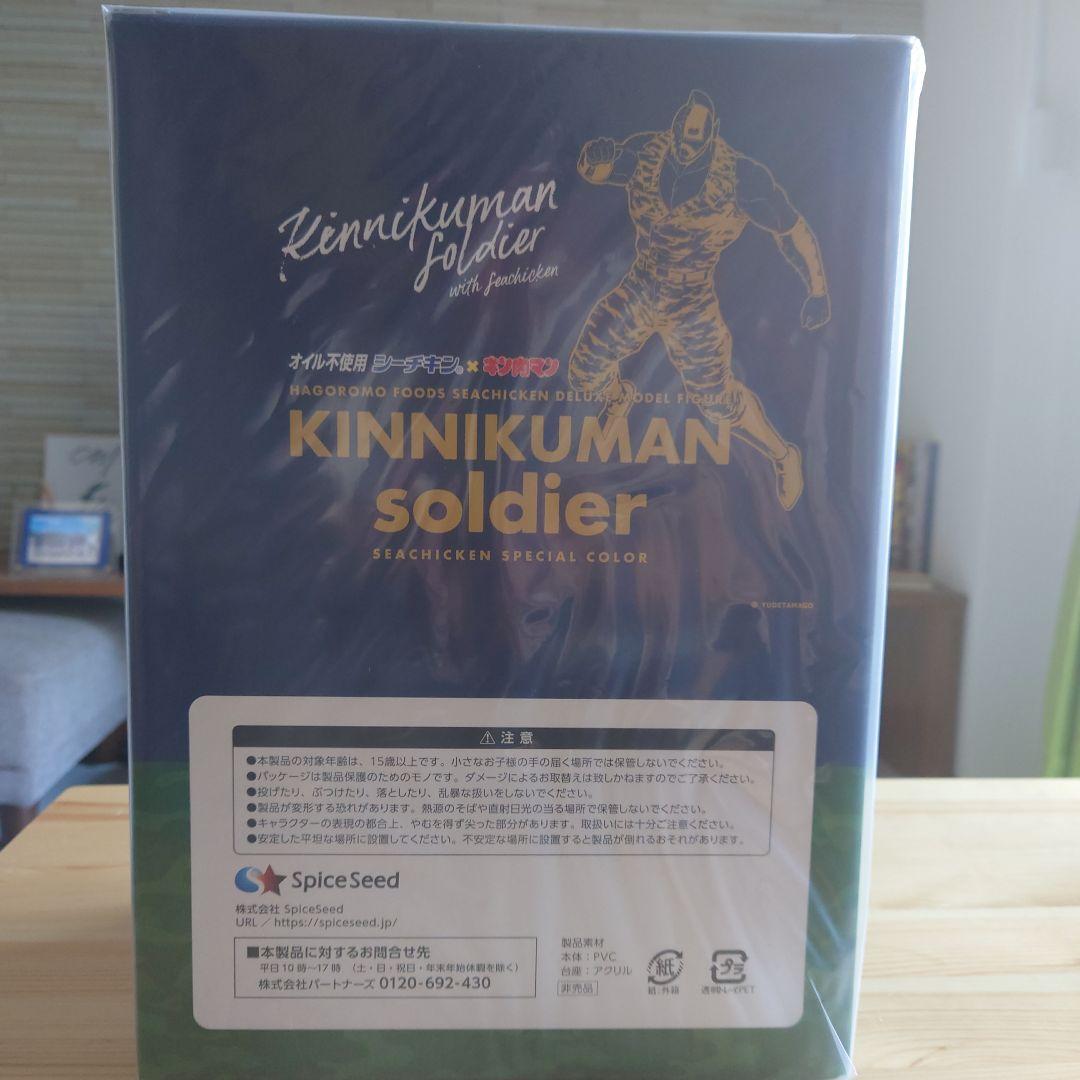 Kinnikuman
Soldier
with Seachicken
オイル不使用 シーチキン® × キン肉マン
HAGOROMO FOODS SEACHICKEN DELUXE MODEL FIGURE
KINNIKUMAN
soldier
SEACHICKEN SPECIAL COLOR
© YUDETAMAGO
⚠注意
●本製品の対象年齢は、15歳以上です。小さなお子様の手の届く場所では保管しないでください。
●パッケージは製品保護のためのモノです。ダメージによるお取替えは致しかねますのでご了承ください。
●投げたり、ぶつけたり、落としたり、乱暴な扱いをしないでください。
●製品が変形する恐れがあります。熱源のそばや直射日光の当る場所で保管しないでください。
●キャラクターの表現の都合上、やむを得ず尖った部分があります。取扱いには十分ご注意ください。
●安定した平坦な場所に設置してください。不安定な場所に設置すると製品が倒れるおそれがあります。
SpiceSeed
株式会社 SpiceSeed
URL／https://spiceseed.jp/
■本製品に対するお問合せ先
平日10時〜17時 （土・日・祝日・年末年始休暇を除く）
株式会社パートナーズ 0120-692-430
製品素材
本体：PVC
台座：アクリル
非売品
紙
紙:外箱
プラ